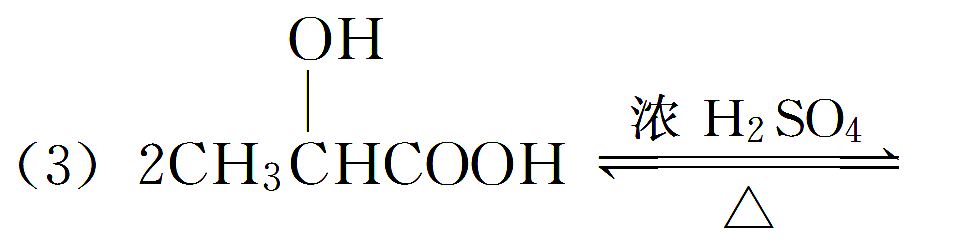 OH
(3) 2CH₃CHCOOH ⇌ 浓 H₂SO₄
△